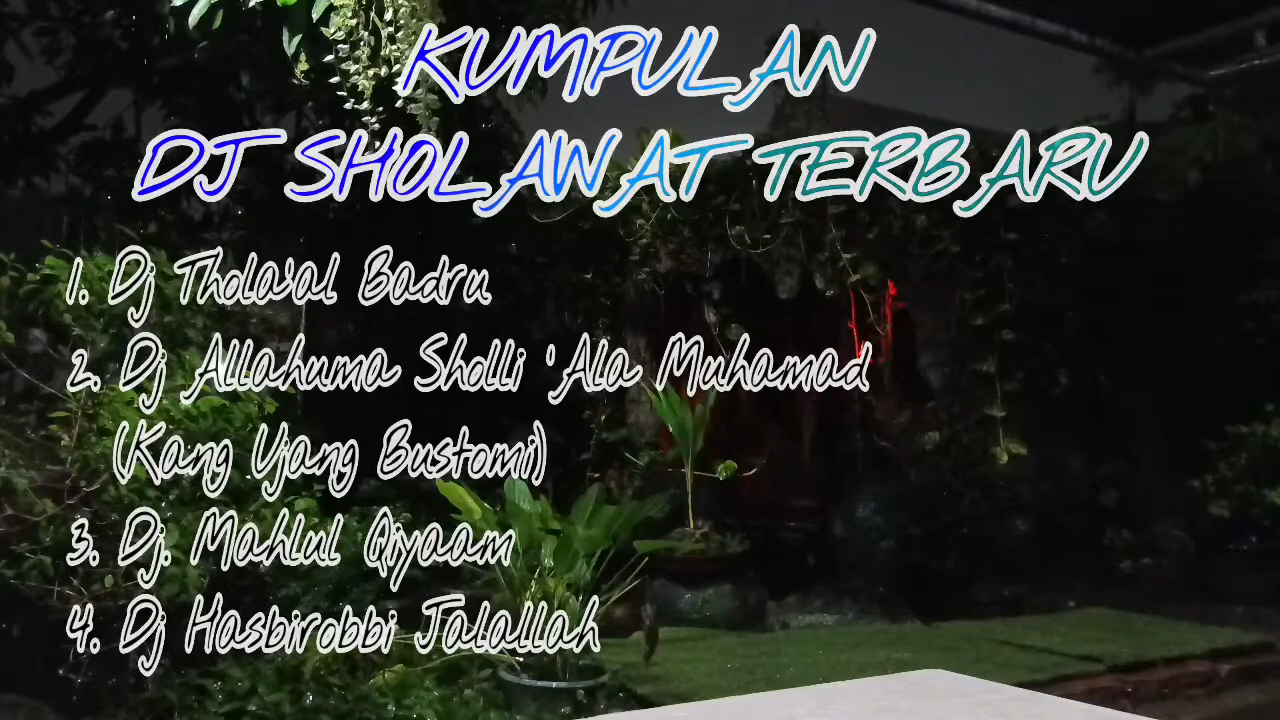 KUMPULAN
DJ SHOLAWAT TERBARU
1. Dj Thola'al Badru
2. Dj Allahuma Sholli 'Ala Muhamad
(Kang Ujang Bustomi)
3. Dj. Mahlul Qiyaam
4. Dj Hasbirobbi Jalallah